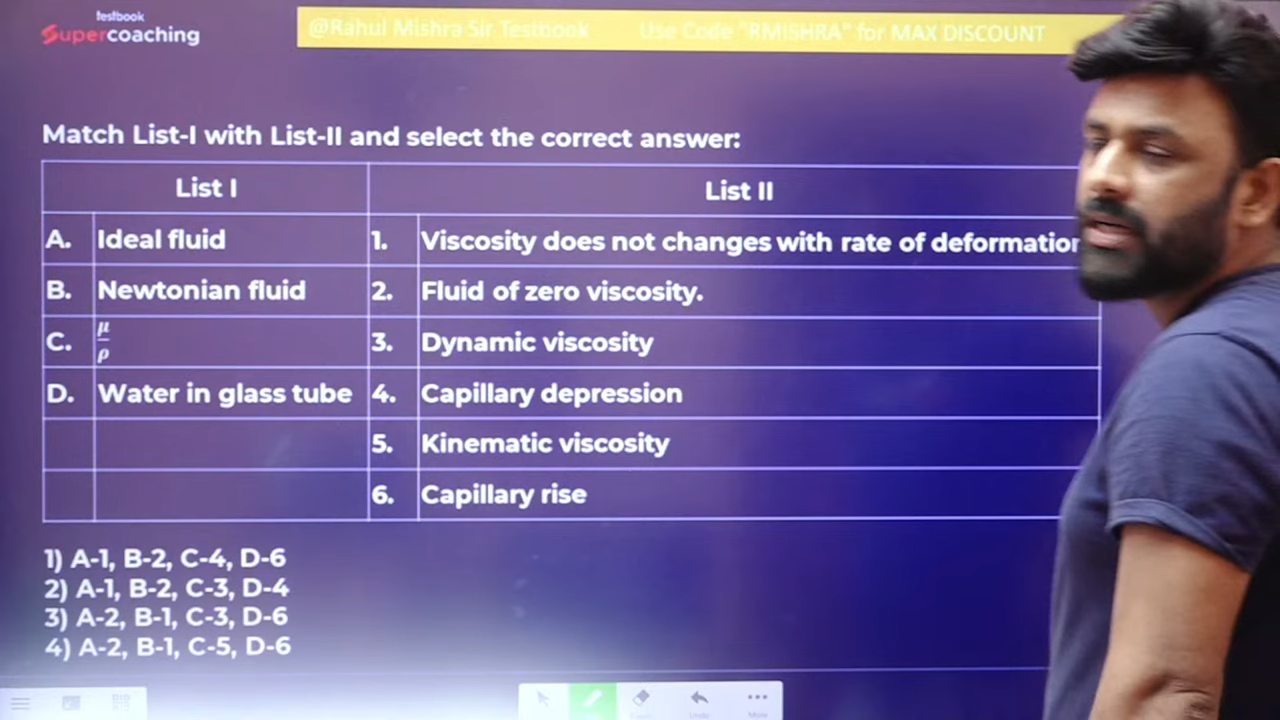 testbook
Supercoaching
@Rahul Mishra Sir Testbook Use Code "RMISHRA" for MAX DISCOUNT
Match List-I with List-II and select the correct answer:
List I List II
A. Ideal fluid 1. Viscosity does not changes with rate of deformation
B. Newtonian fluid 2. Fluid of zero viscosity.
C. μ/ρ 3. Dynamic viscosity
D. Water in glass tube 4. Capillary depression
5. Kinematic viscosity
6. Capillary rise
1) A-1, B-2, C-4, D-6
2) A-1, B-2, C-3, D-4
3) A-2, B-1, C-3, D-6
4) A-2, B-1, C-5, D-6
Undo More